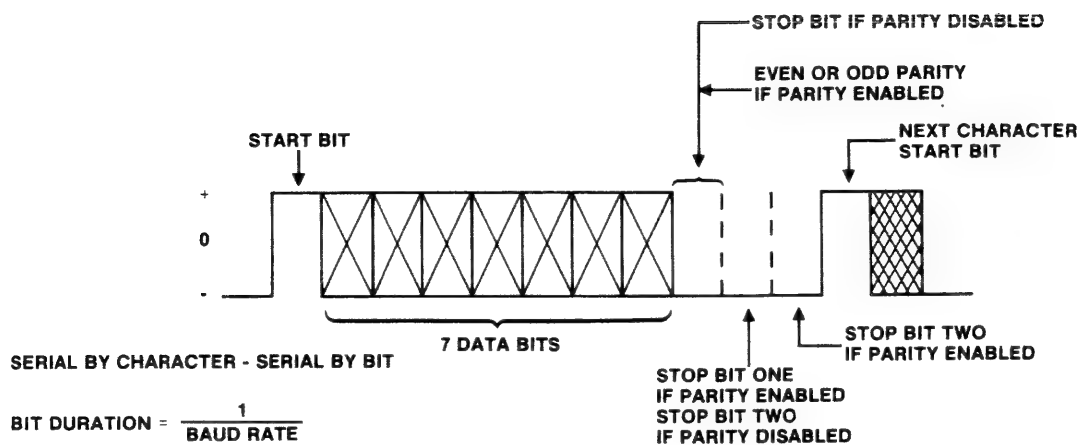 STOP BIT IF PARITY DISABLED
EVEN OR ODD PARITY
IF PARITY ENABLED
START BIT
NEXT CHARACTER
START BIT
+
0
-
7 DATA BITS
STOP BIT TWO
IF PARITY ENABLED
SERIAL BY CHARACTER - SERIAL BY BIT
STOP BIT ONE
IF PARITY ENABLED
STOP BIT TWO
IF PARITY DISABLED
BIT DURATION = 1
BAUD RATE